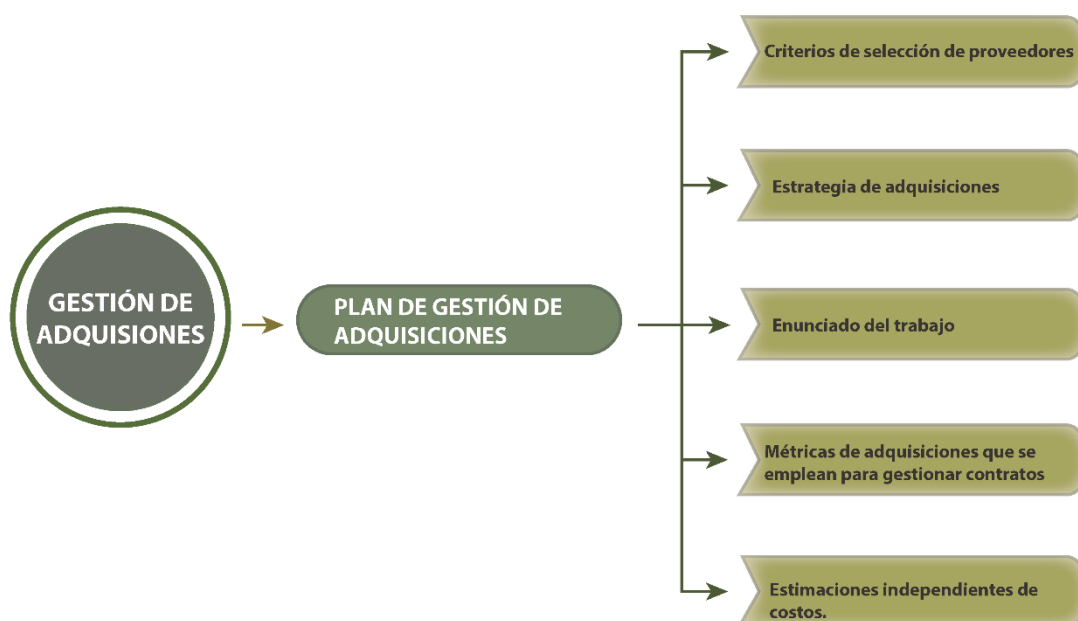 GESTIÓN DE
ADQUISIONES
PLAN DE GESTIÓN DE
ADQUISICIONES
Criterios de selección de proveedores
Estrategia de adquisiciones
Enunciado del trabajo
Métricas de adquisiciones que se
emplean para gestionar contratos
Estimaciones independientes de
costos.